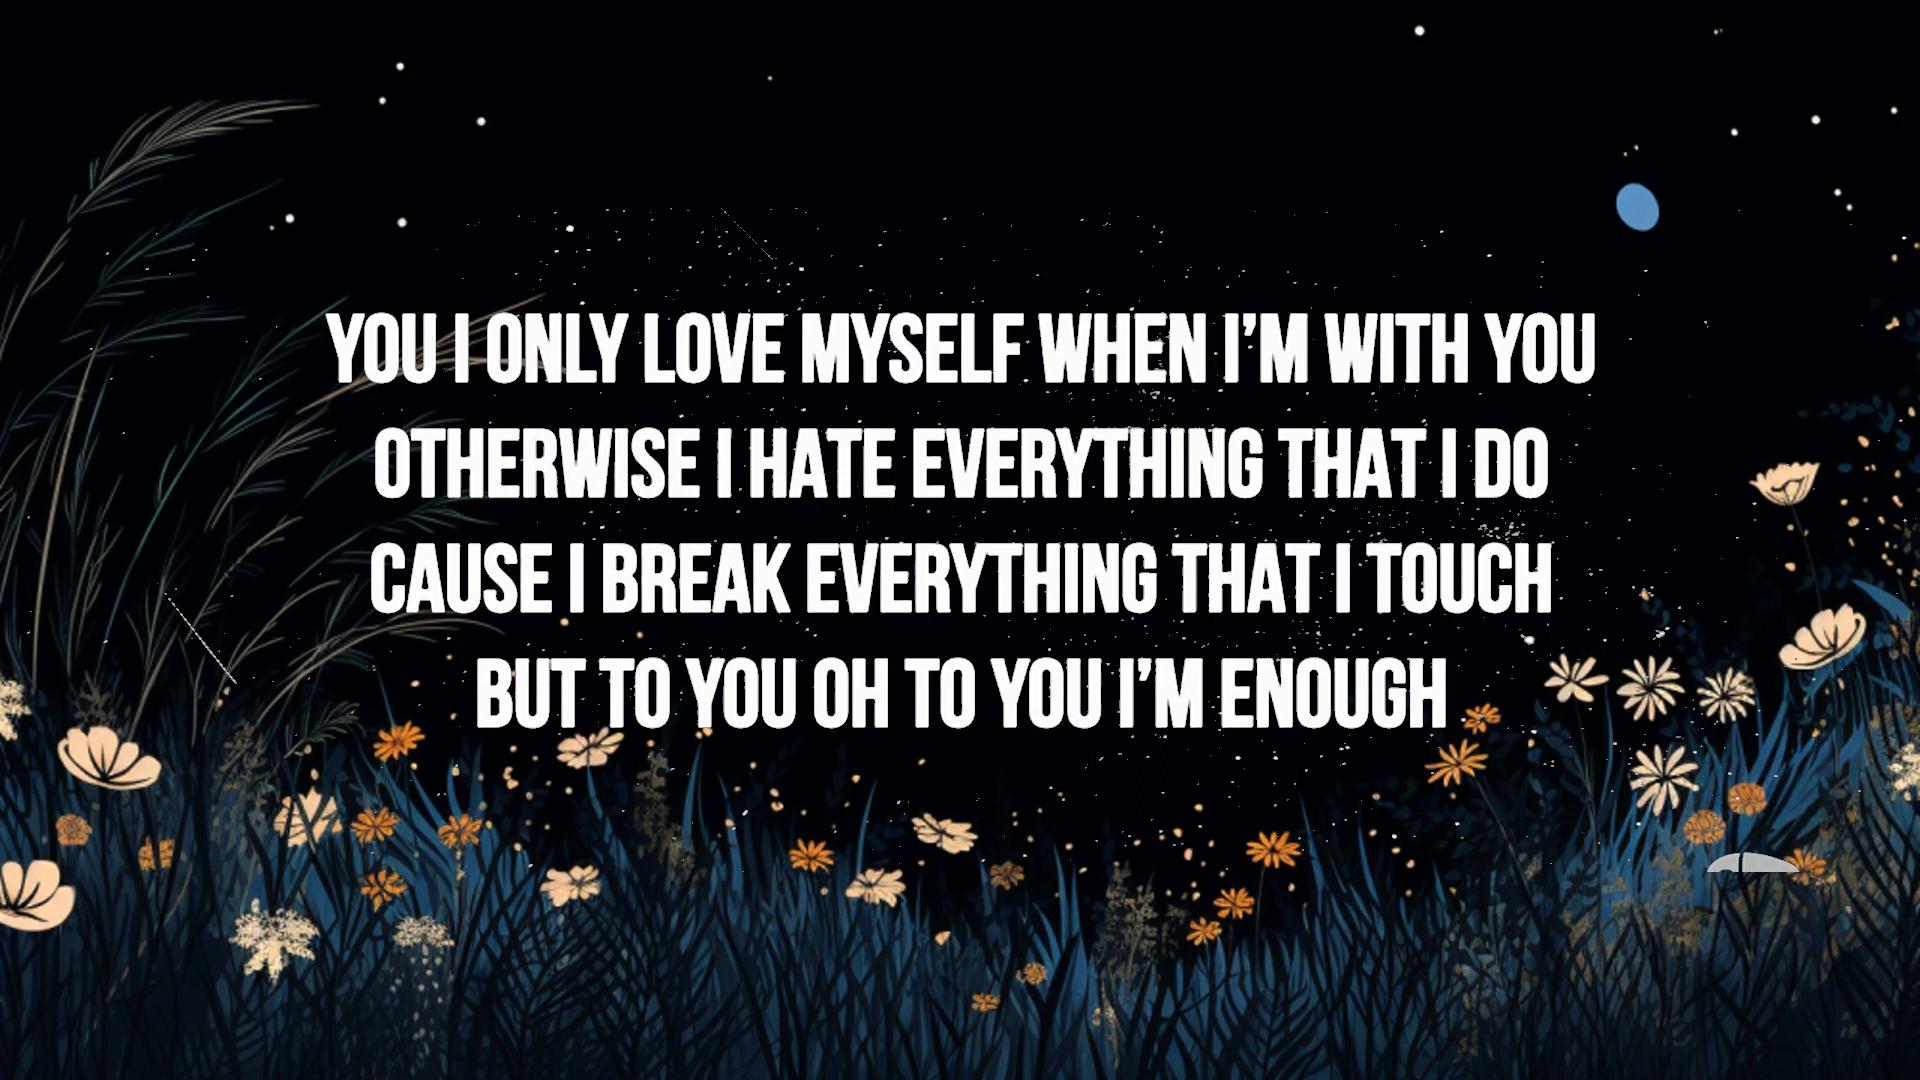 YOU I ONLY LOVE MYSELF WHEN I'M WITH YOU
OTHERWISE I HATE EVERYTHING THAT I DO
CAUSE I BREAK EVERYTHING THAT I TOUCH
BUT TO YOU OH TO YOU I'M ENOUGH